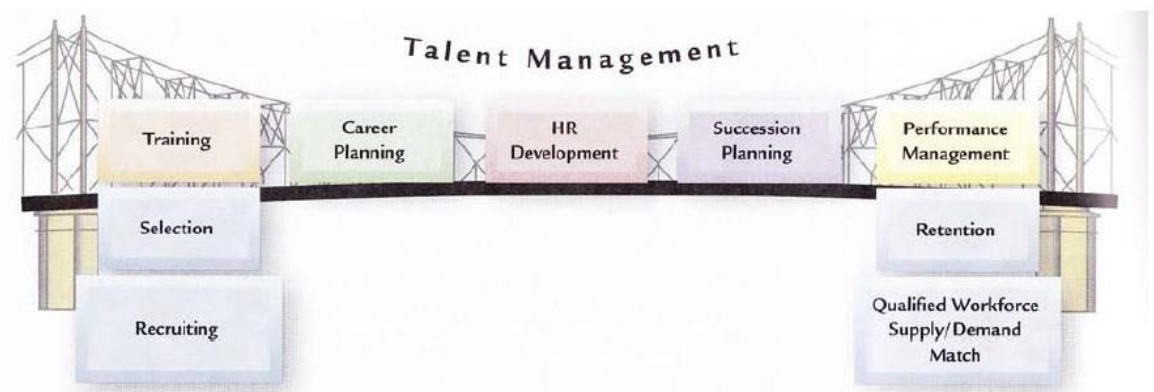 Talent Management
Training
Career
Planning
HR
Development
Succession
Planning
Performance
Management
Selection
Retention
Recruiting
Qualified Workforce
Supply/Demand
Match